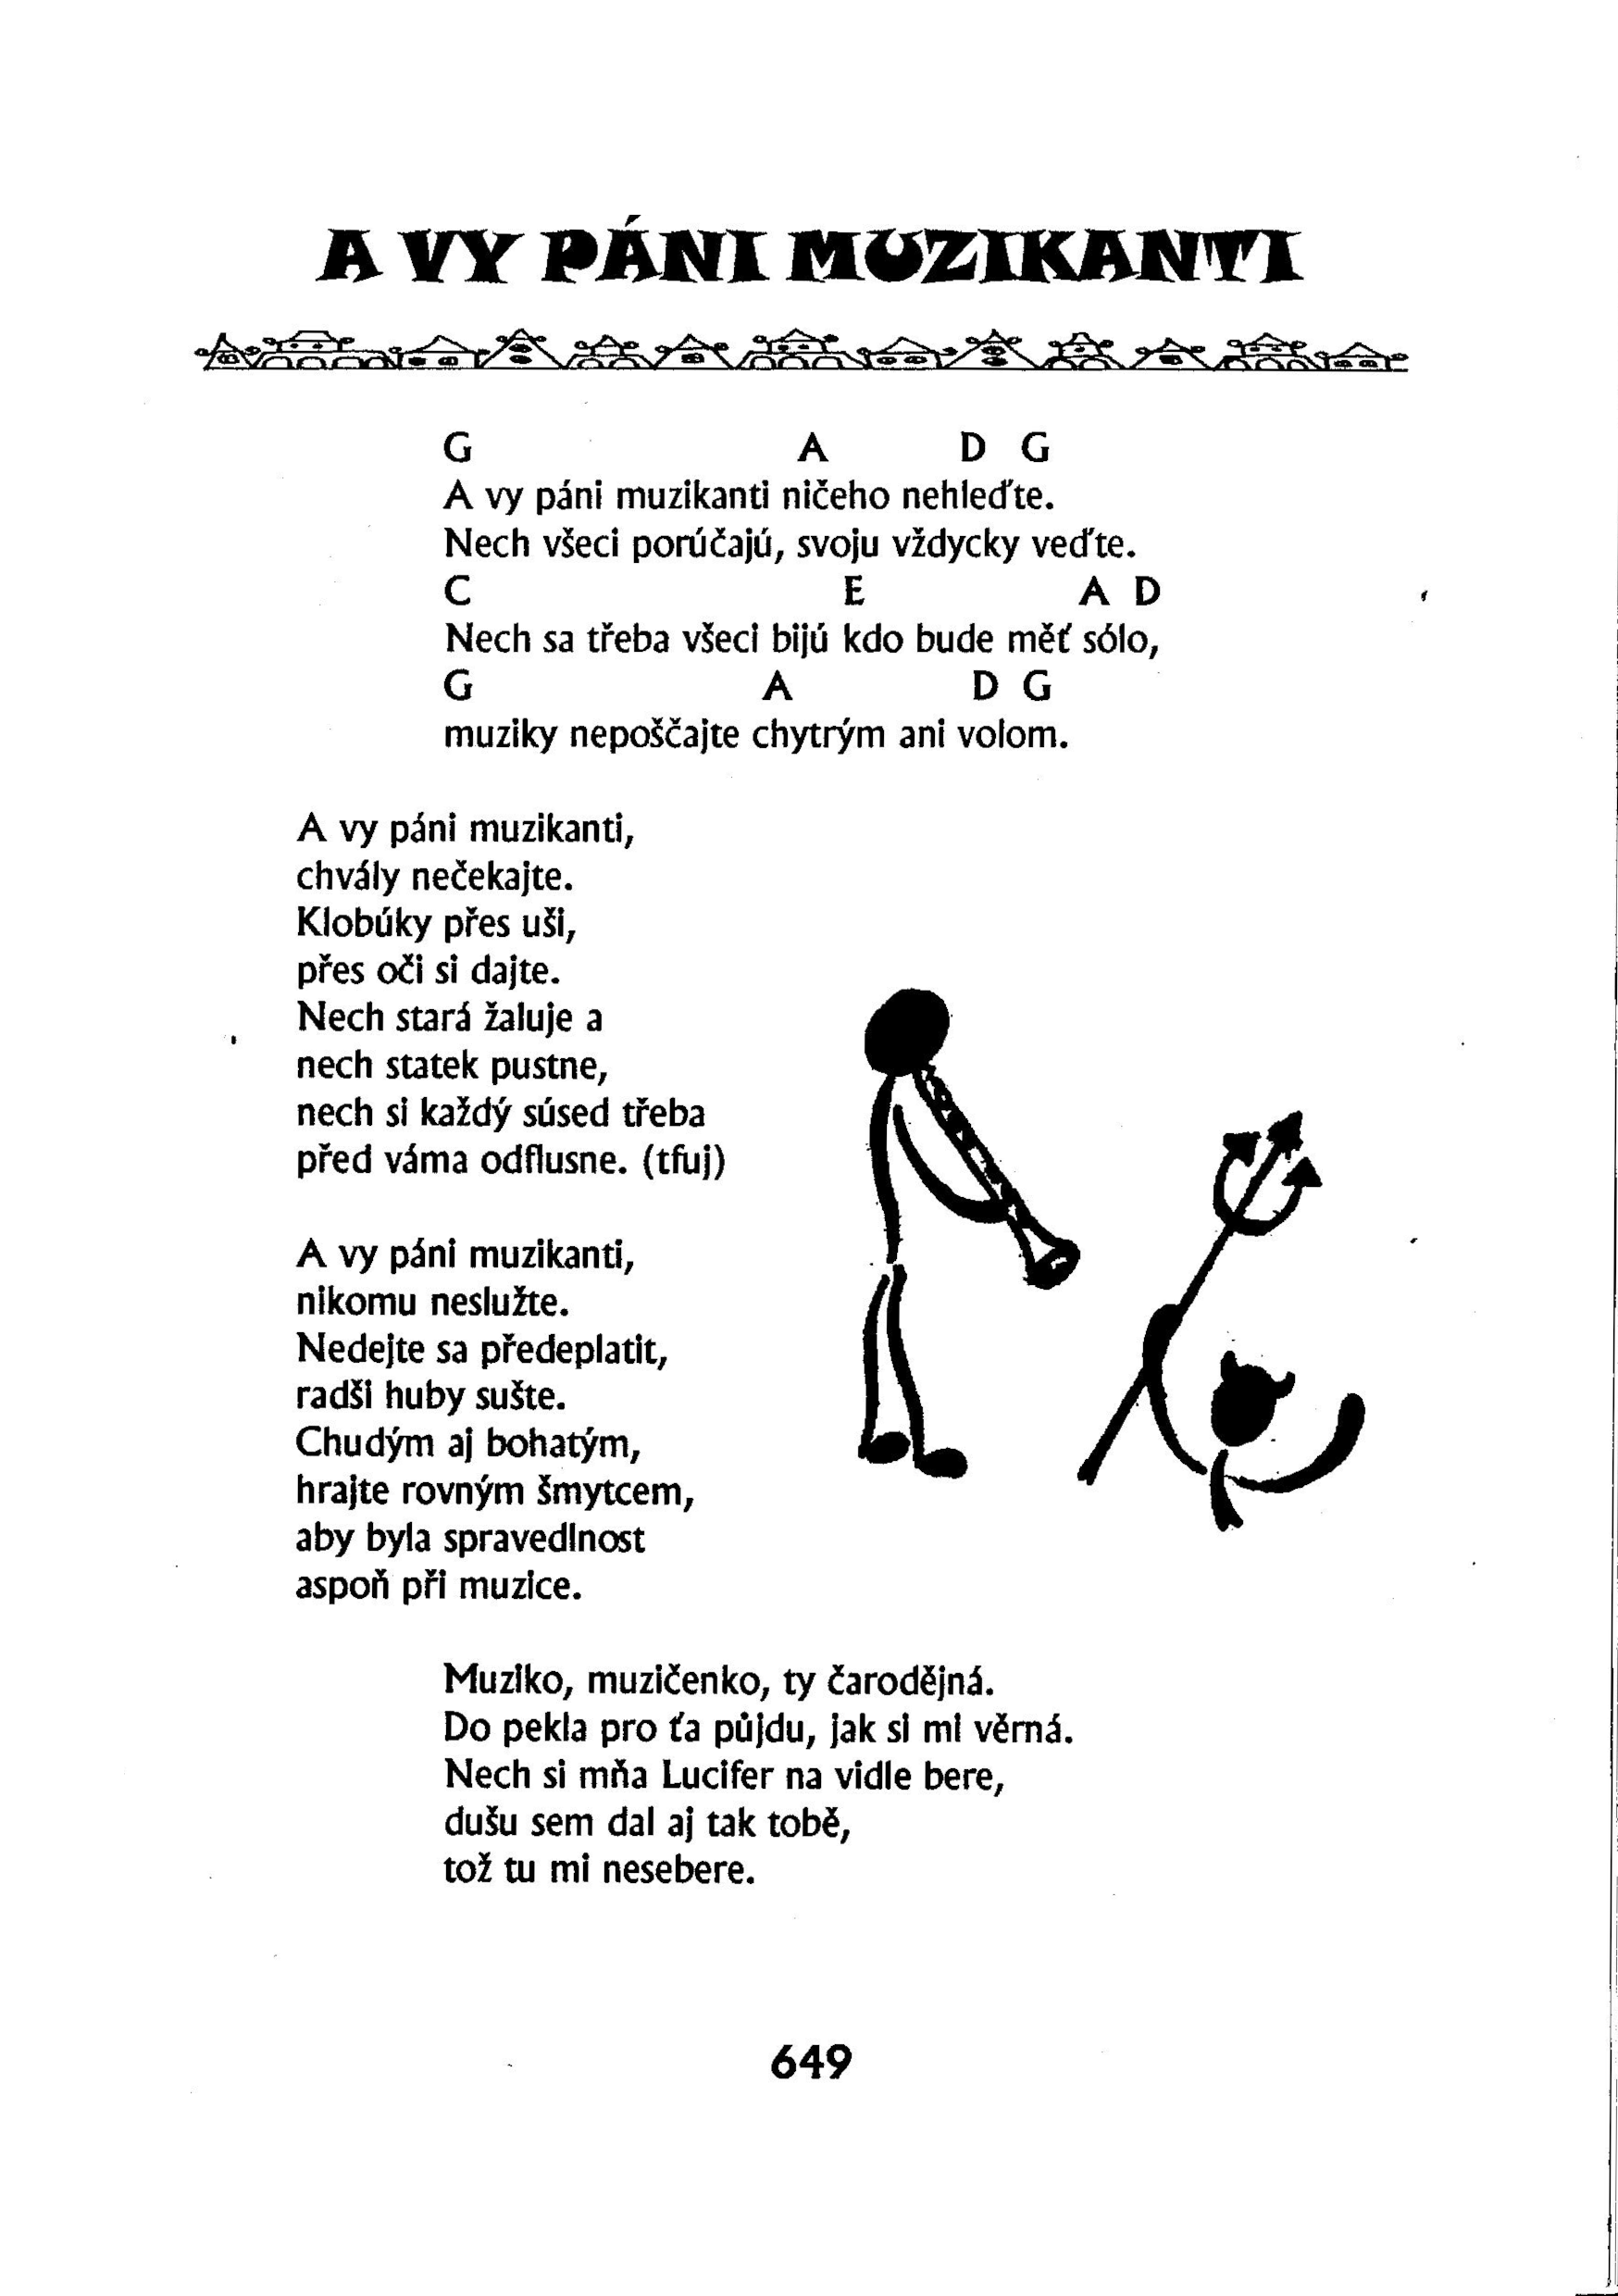 A VY PÁNI MUZIKANTI
G A D G
A vy páni muzikanti ničeho nehleďte.
Nech všeci porúčajú, svoju vždycky veďte.
C E A D
Nech sa třeba všeci bijú kdo bude měť sólo,
G A D G
muziky nepoščajte chytrým ani volom.
A vy páni muzikanti,
chvály nečekajte.
Klobúky přes uši,
přes oči si dajte.
Nech stará žaluje a
nech statek pustne,
nech si každý súsed třeba
před váma odflusne. (tfuj)
A vy páni muzikanti,
nikomu neslužte.
Nedejte sa předeplatit,
radši huby sušte.
Chudým aj bohatým,
hrajte rovným šmytcem,
aby byla spravedlnost
aspoň při muzice.
Muziko, muzičenko, ty čarodějná.
Do pekla pro ťa půjdu, jak si mi věrná.
Nech si mňa Lucifer na vidle bere,
dušu sem dal aj tak tobě,
tož tu mi nesebere.
649